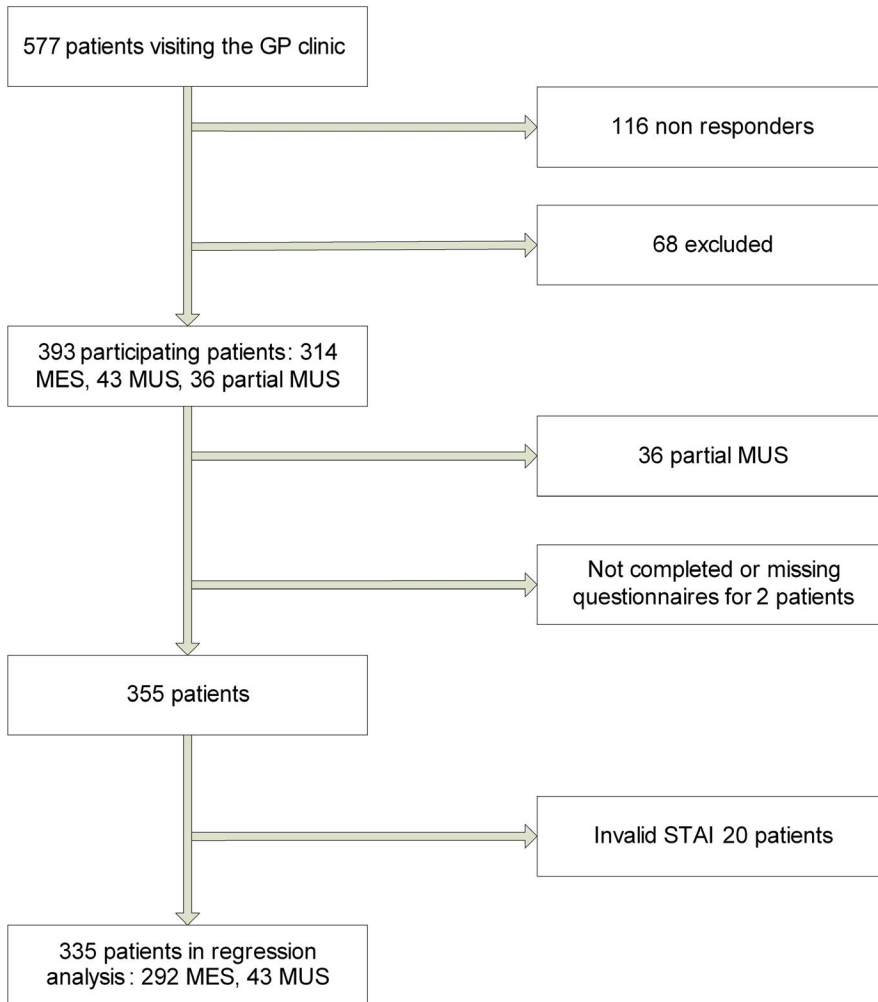 577 patients visiting the GP clinic
116 non responders
68 excluded
393 participating patients: 314
MES, 43 MUS, 36 partial MUS
36 partial MUS
Not completed or missing
questionnaires for 2 patients
355 patients
Invalid STAI 20 patients
335 patients in regression
analysis: 292 MES, 43 MUS